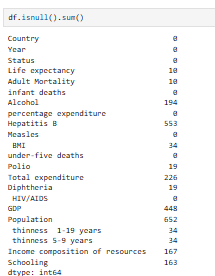 df.isnull().sum()
Country 0
Year 0
Status 0
Life expectancy 10
Adult Mortality 10
infant deaths 0
Alcohol 194
percentage expenditure 0
Hepatitis B 553
Measles 0
BMI 34
under-five deaths 0
Polio 19
Total expenditure 226
Diphtheria 19
HIV/AIDS 0
GDP 448
Population 652
thinness 1-19 years 34
thinness 5-9 years 34
Income composition of resources 167
Schooling 163
dtype: int64